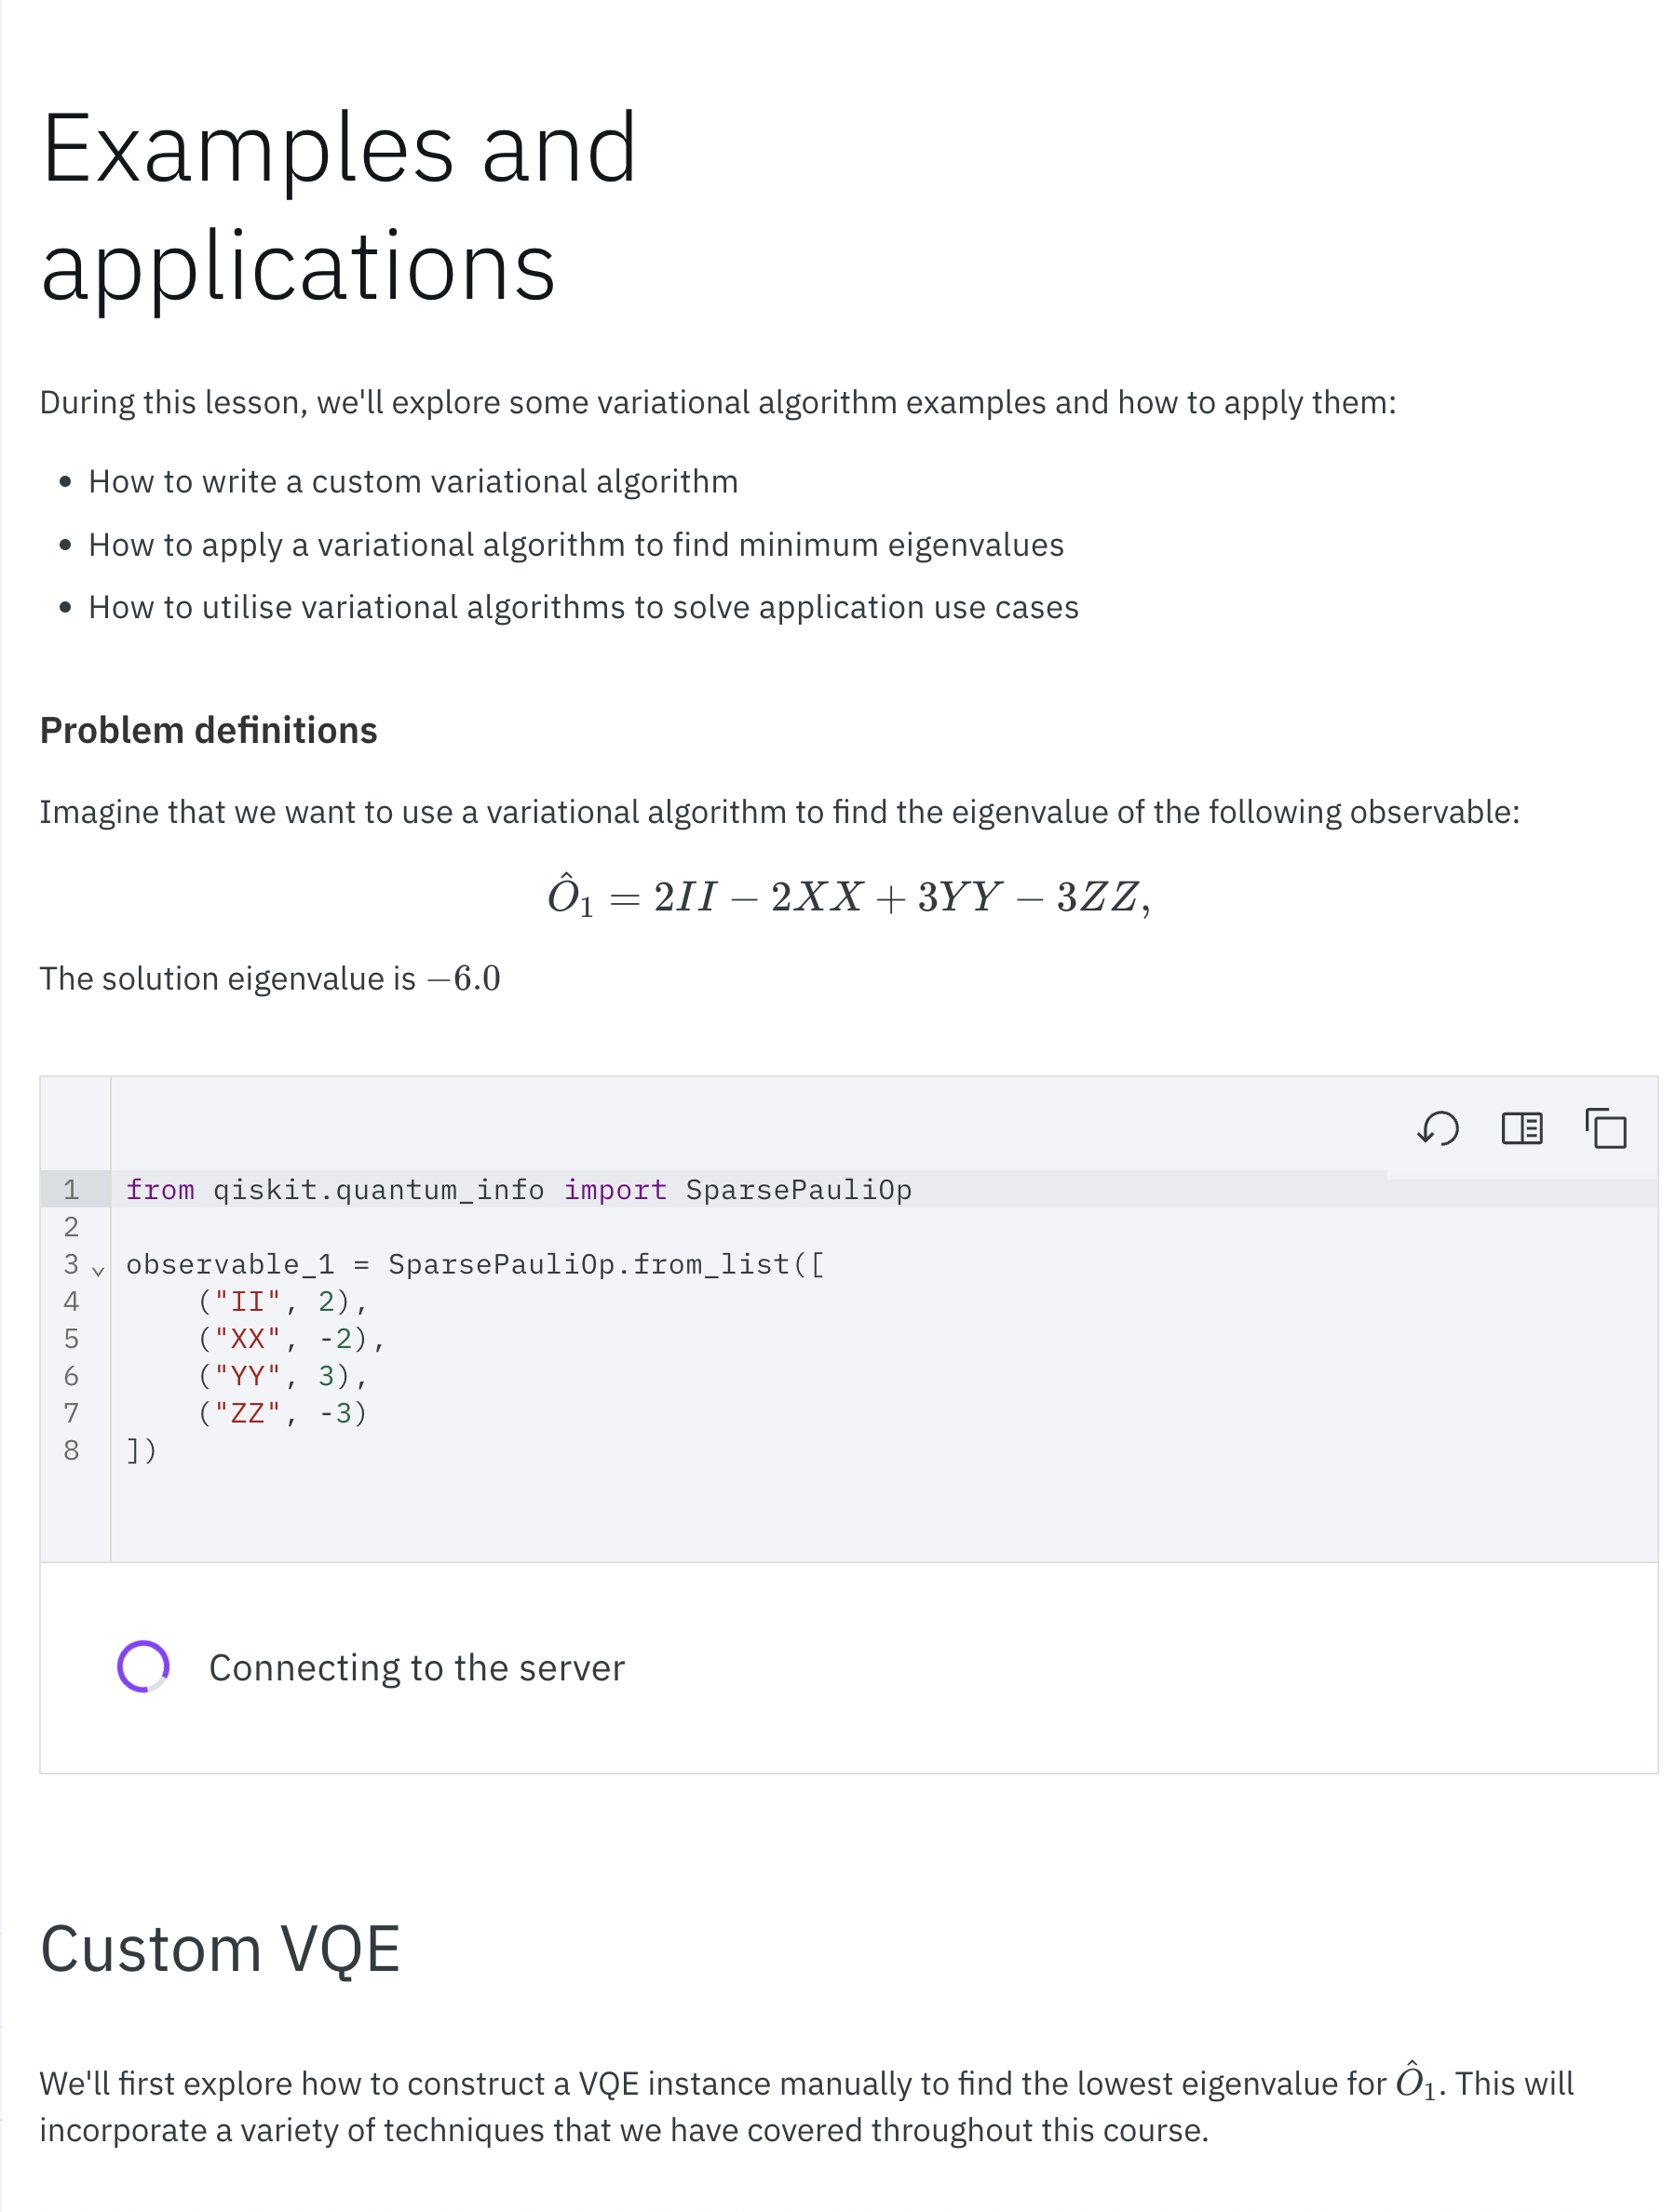 Examples and
applications
During this lesson, we'll explore some variational algorithm examples and how to apply them:
• How to write a custom variational algorithm
• How to apply a variational algorithm to find minimum eigenvalues
• How to utilise variational algorithms to solve application use cases
Problem definitions
Imagine that we want to use a variational algorithm to find the eigenvalue of the following observable:
Ô₁ = 2II − 2XX + 3YY − 3ZZ,
The solution eigenvalue is −6.0
1 from qiskit.quantum_info import SparsePauliOp
2
3 observable_1 = SparsePauliOp.from_list([
4     ("II", 2),
5     ("XX", -2),
6     ("YY", 3),
7     ("ZZ", -3)
8 ])
Connecting to the server
Custom VQE
We'll first explore how to construct a VQE instance manually to find the lowest eigenvalue for Ô₁. This will
incorporate a variety of techniques that we have covered throughout this course.